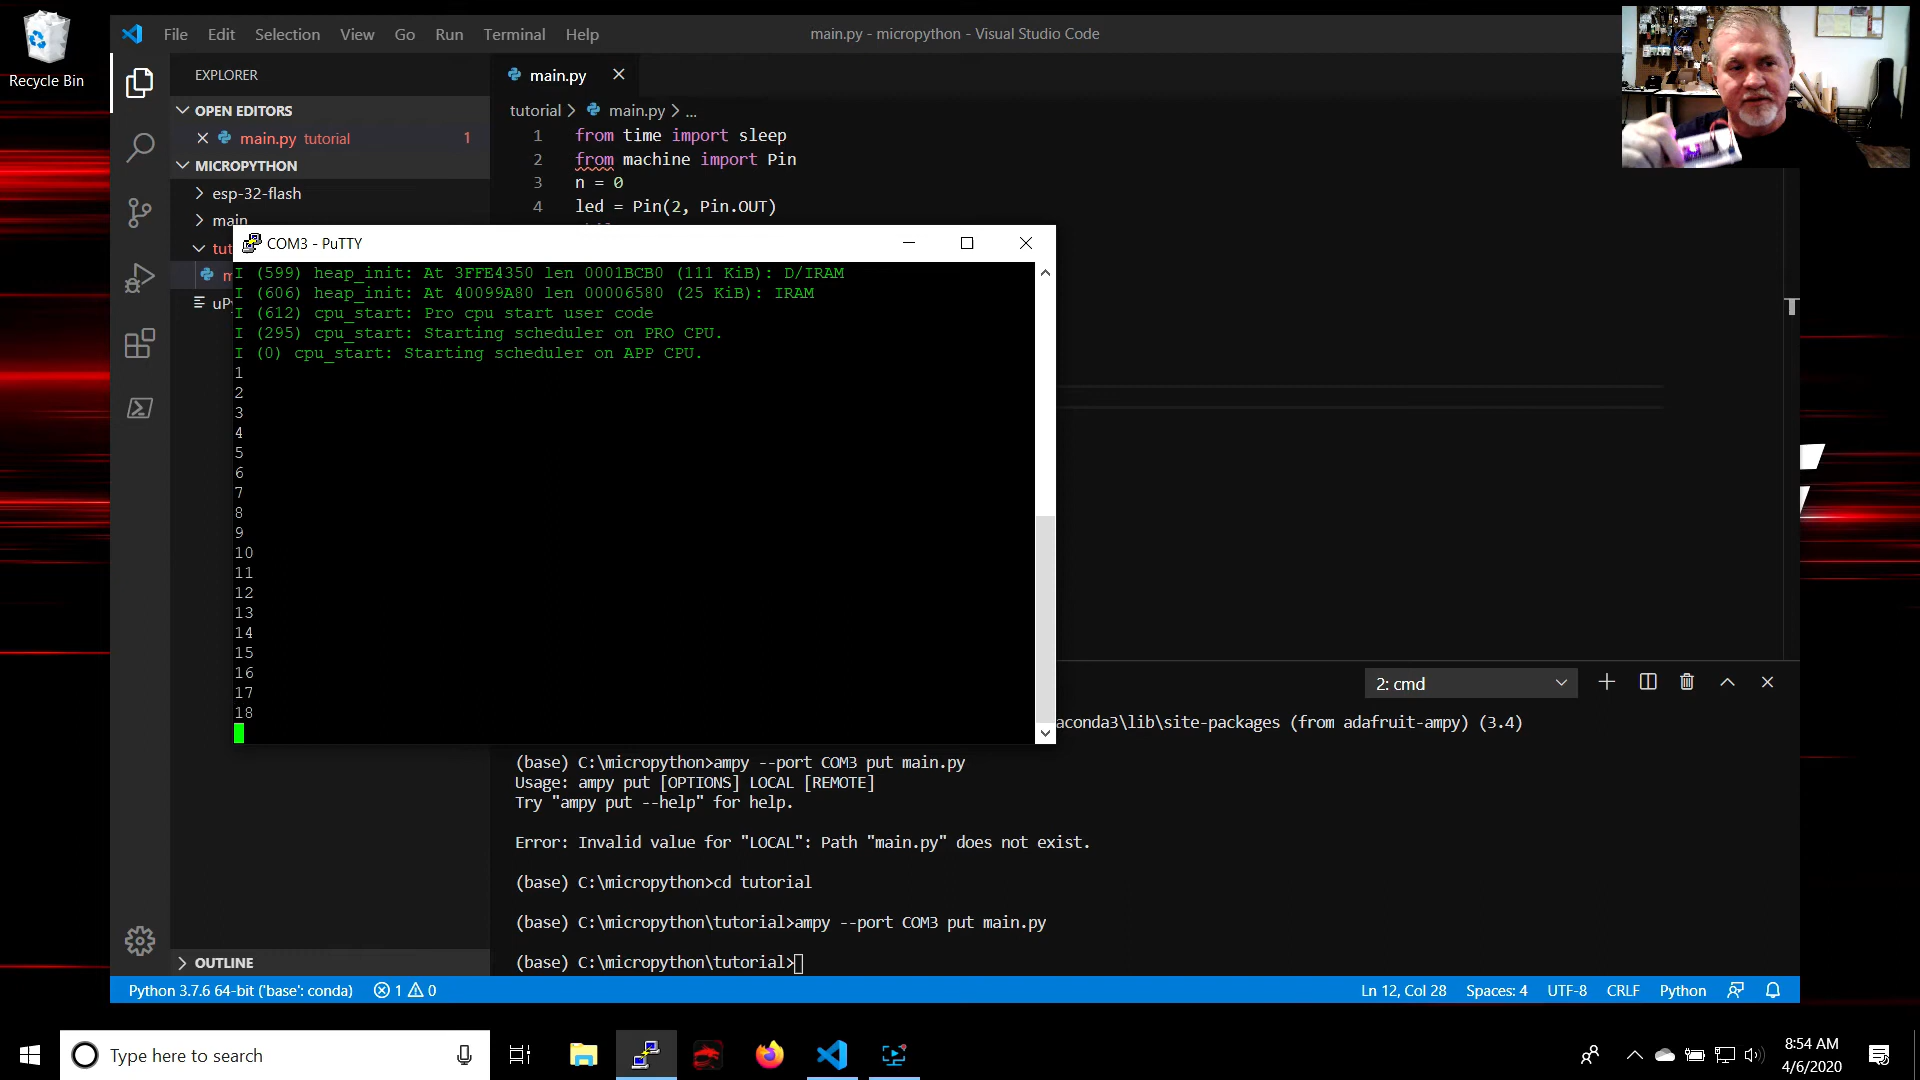 Recycle Bin
File Edit Selection View Go Run Terminal Help
main.py - micropython - Visual Studio Code
EXPLORER
OPEN EDITORS
main.py tutorial 1
MICROPYTHON
esp-32-flash
main
tut
m
uPy
main.py
tutorial > main.py > ...
1 from time import sleep
2 from machine import Pin
3 n = 0
4 led = Pin(2, Pin.OUT)
COM3 - PuTTY
I (599) heap_init: At 3FFE4350 len 0001BCB0 (111 KiB): D/IRAM
I (606) heap_init: At 40099A80 len 00006580 (25 KiB): IRAM
I (612) cpu_start: Pro cpu start user code
I (295) cpu_start: Starting scheduler on PRO CPU.
I (0) cpu_start: Starting scheduler on APP CPU.
1
2
3
4
5
6
7
8
9
10
11
12
13
14
15
16
17
18
2: cmd
aconda3\lib\site-packages (from adafruit-ampy) (3.4)
(base) C:\micropython>ampy --port COM3 put main.py
Usage: ampy put [OPTIONS] LOCAL [REMOTE]
Try "ampy put --help" for help.
Error: Invalid value for "LOCAL": Path "main.py" does not exist.
(base) C:\micropython>cd tutorial
(base) C:\micropython\tutorial>ampy --port COM3 put main.py
(base) C:\micropython\tutorial>
OUTLINE
Python 3.7.6 64-bit ('base': conda) 1 0 Ln 12, Col 28 Spaces: 4 UTF-8 CRLF Python
Type here to search
8:54 AM
4/6/2020